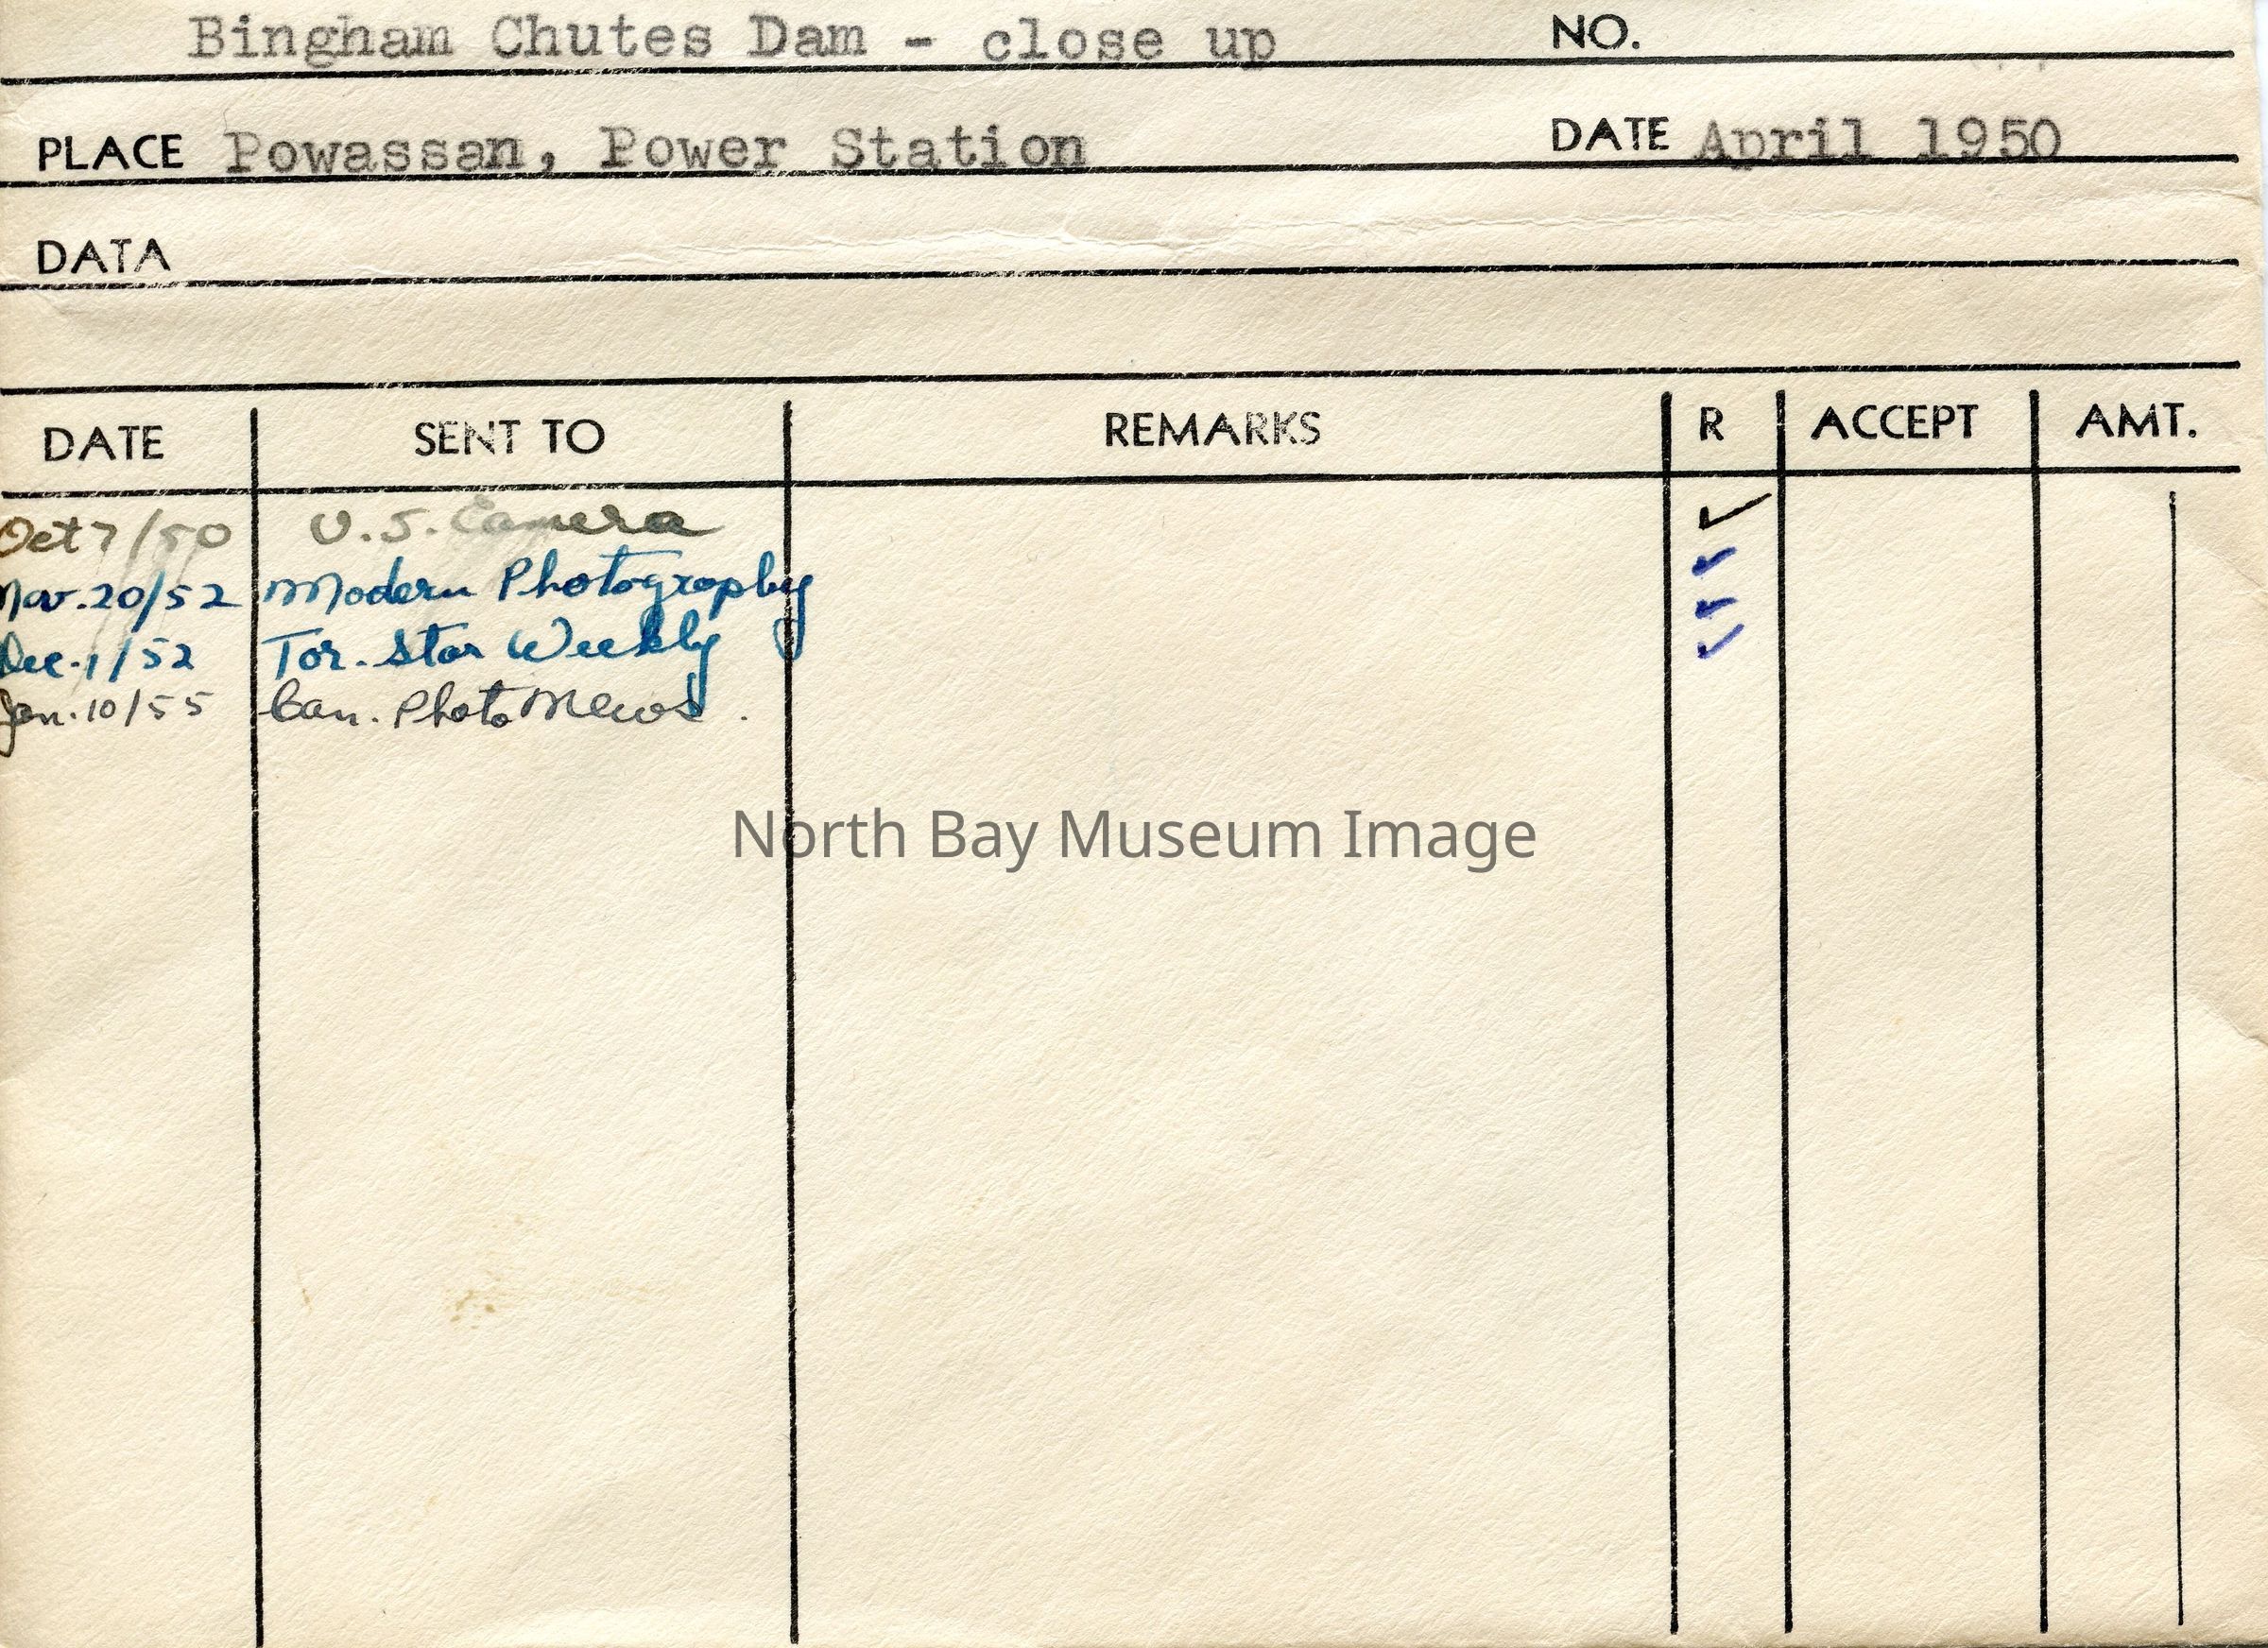 Bingham Chutes Dam - close up NO.
PLACE Powassan, Power Station DATE April 1950
DATA
DATE SENT TO REMARKS R ACCEPT AMT.
Oct 7/50 U.S. Camera ✓
Nov. 20/52 Modern Photography ✓
Dec. 1/52 Tor. Star Weekly ✓
Jan. 10/55 Can. Photo News. ✓
North Bay Museum Image